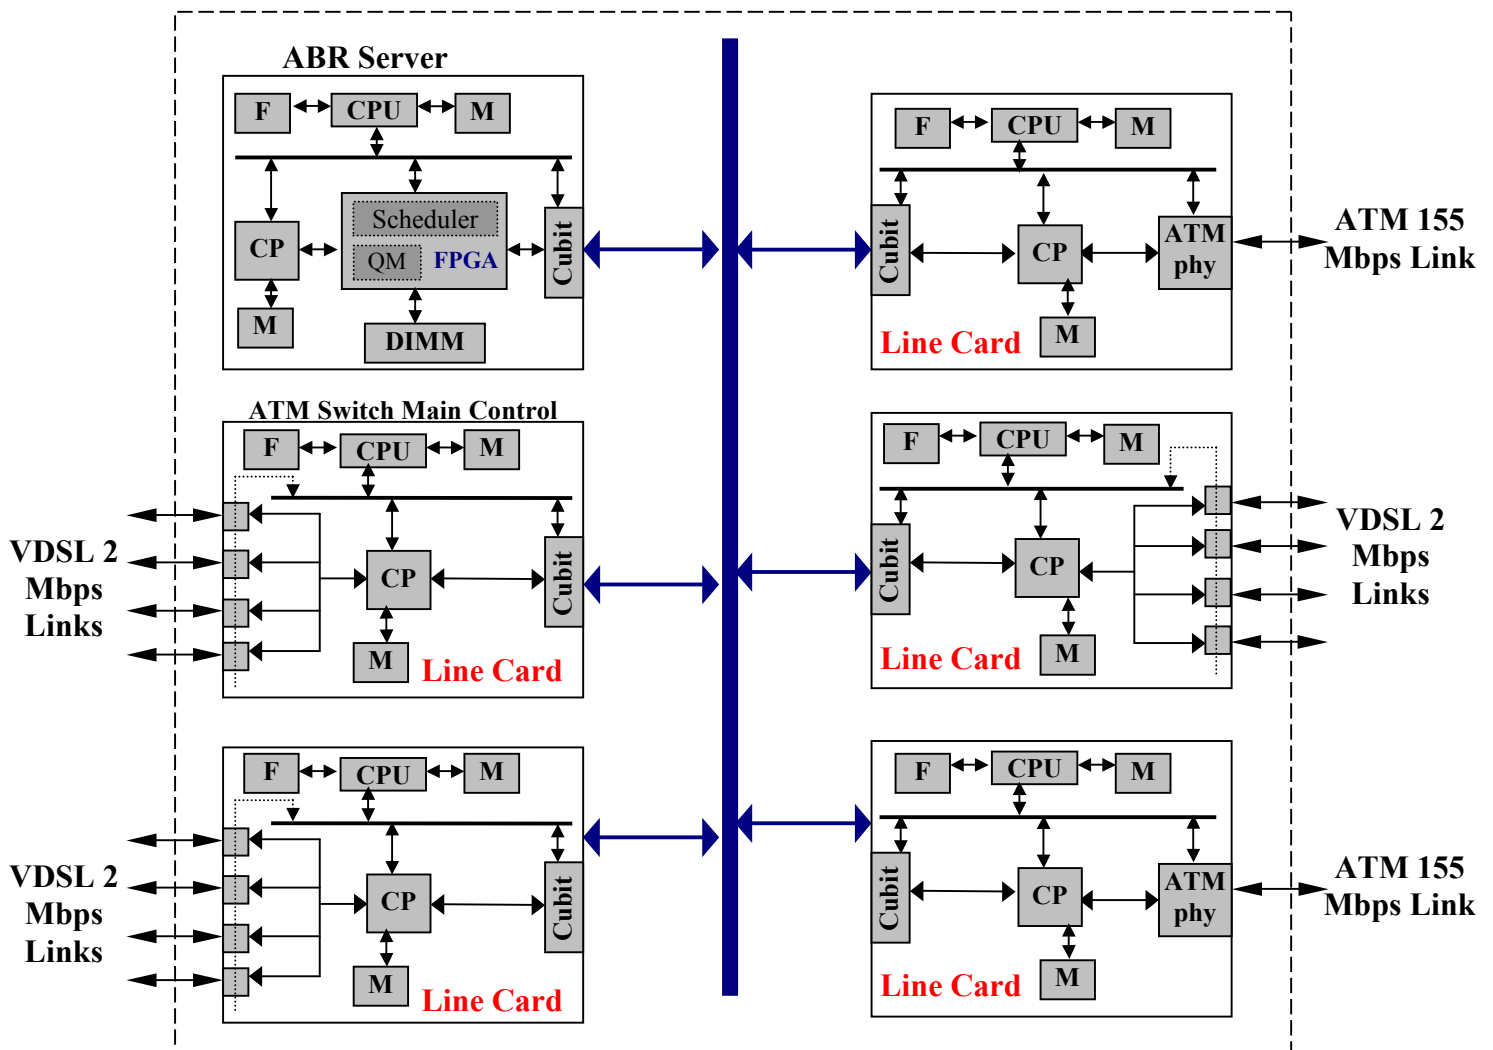 ABR Server
F
CPU
M
Scheduler
QM
FPGA
CP
Cubit
M
DIMM
F
CPU
M
Cubit
CP
ATM
phy
M
Line Card
ATM 155
Mbps Link
ATM Switch Main Control
F
CPU
M
VDSL 2
Mbps
Links
CP
Cubit
M
Line Card
F
CPU
M
Cubit
CP
M
Line Card
VDSL 2
Mbps
Links
F
CPU
M
VDSL 2
Mbps
Links
CP
Cubit
M
Line Card
F
CPU
M
Cubit
CP
ATM
phy
M
Line Card
ATM 155
Mbps Link